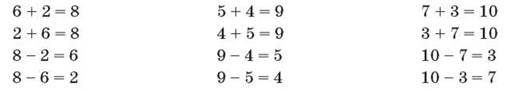 6 + 2 = 8 5 + 4 = 9 7 + 3 = 10
2 + 6 = 8 4 + 5 = 9 3 + 7 = 10
8 – 2 = 6 9 – 4 = 5 10 – 7 = 3
8 – 6 = 2 9 – 5 = 4 10 – 3 = 7